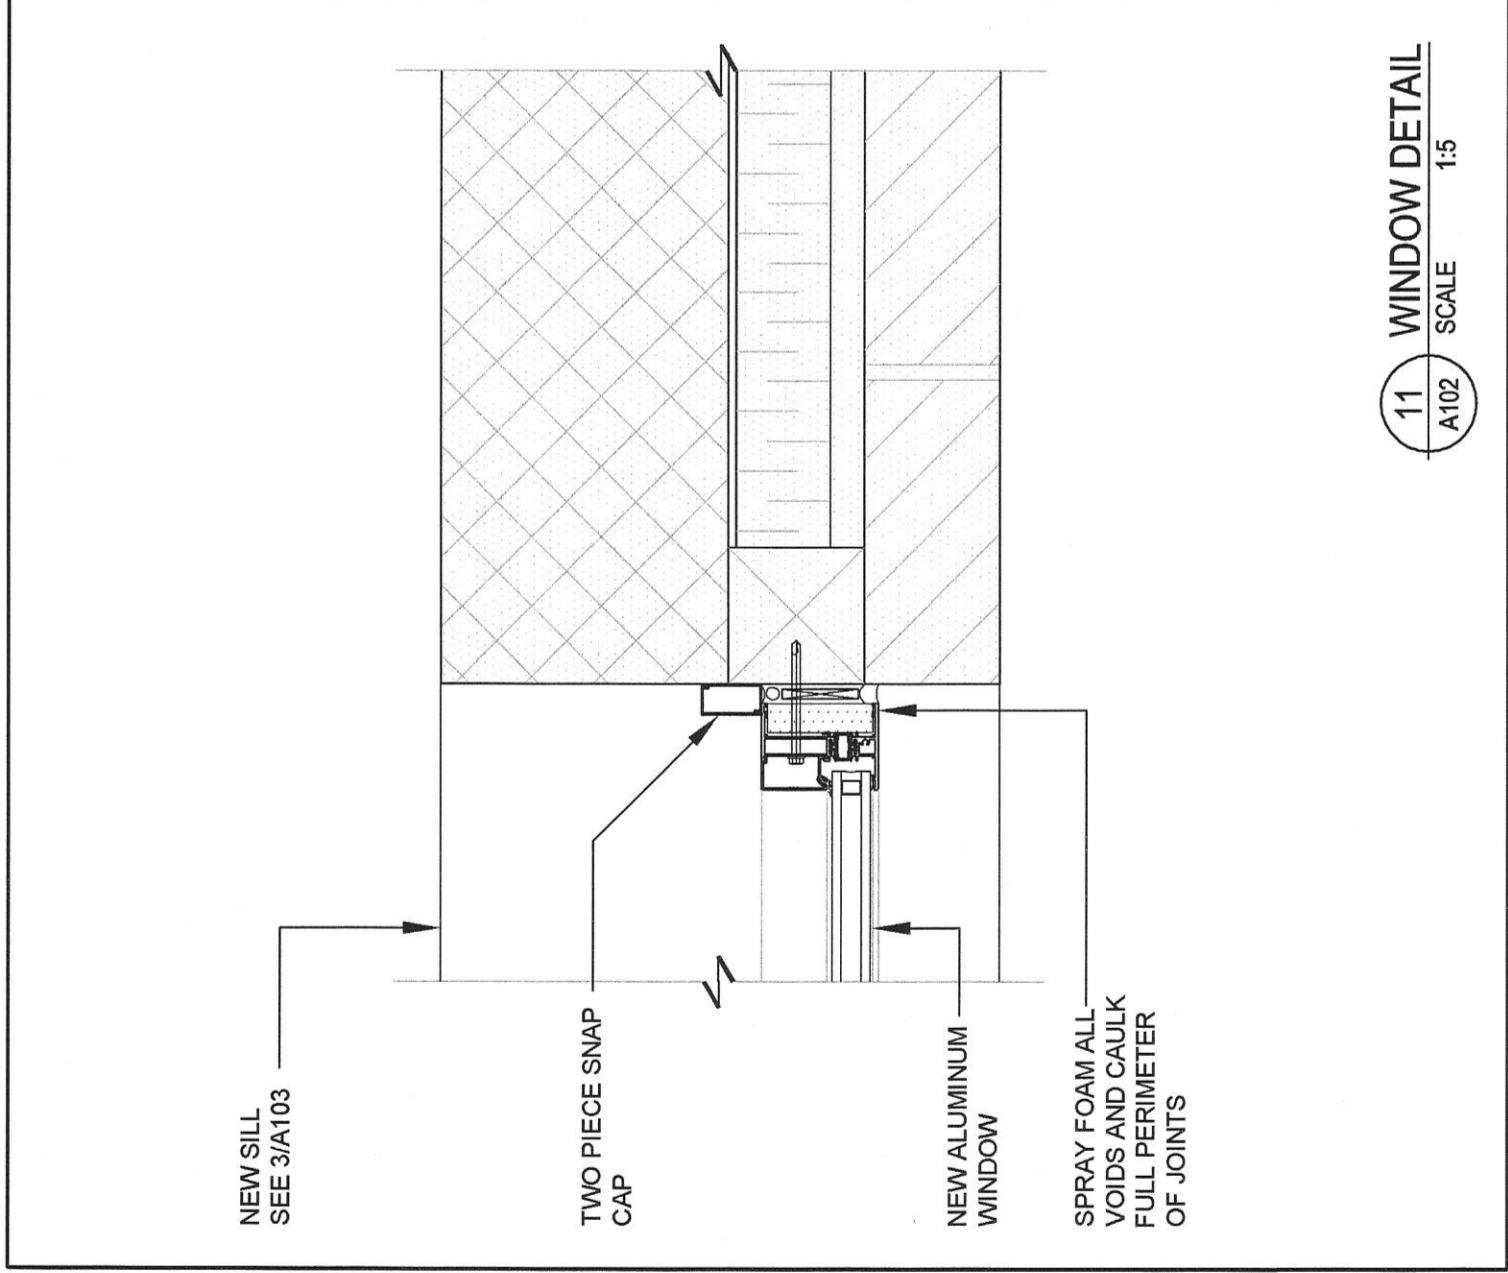 NEW SILL
SEE 3/A103
TWO PIECE SNAP
CAP
NEW ALUMINUM
WINDOW
SPRAY FOAM ALL
VOIDS AND CAULK
FULL PERIMETER
OF JOINTS
11 WINDOW DETAIL
A102 SCALE 1:5